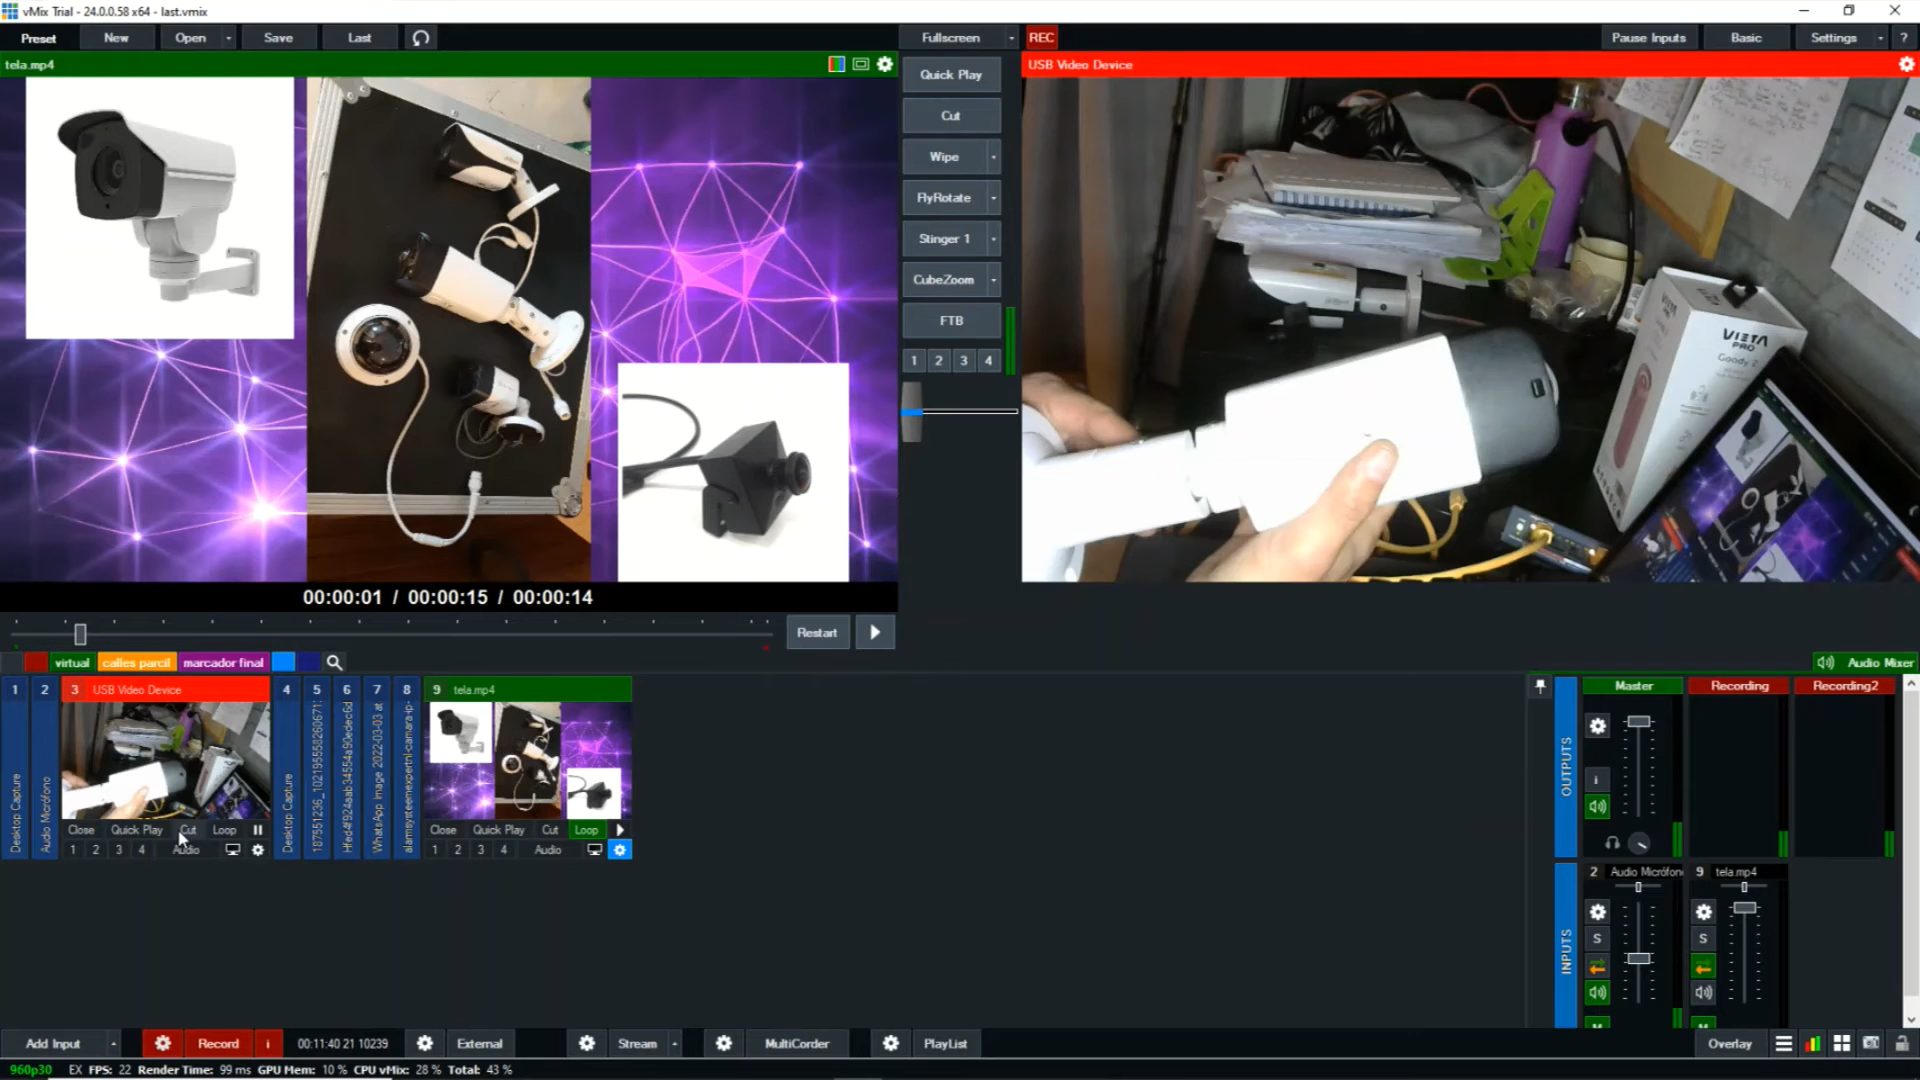 vMix Trial - 24.0.0.58 x64 - last.vmix
Preset
New
Open
Save
Last
Fullscreen
REC
Pause Inputs
Basic
Settings
?
tela.mp4
USB Video Device
Quick Play
Cut
Wipe
FlyRotate
Stinger 1
CubeZoom
FTB
1 2 3 4
VIETA
PRO
Goody 2
00:00:01 / 00:00:15 / 00:00:14
Restart
virtual
calles parcil
marcador final
Audio Mixer
1
Desktop Capture
2
Audio Micrófono
3 USB Video Device
Close Quick Play Cut Loop
1 2 3 4 Audio
4
Desktop Capture
5
6
7
WhatsApp Image 2022-03-03 at
8
9 tela.mp4
Close Quick Play Cut Loop
1 2 3 4 Audio
OUTPUTS
Master
Recording
Recording2
i
INPUTS
2 Audio Micrófon
9 tela.mp4
S
S
M
M
Add Input
Record
i
00:11:40 21 10239
External
Stream
MultiCorder
PlayList
Overlay
960p30 EX FPS: 22 Render Time: 99 ms GPU Mem: 10 % CPU vMix: 28 % Total: 43 %